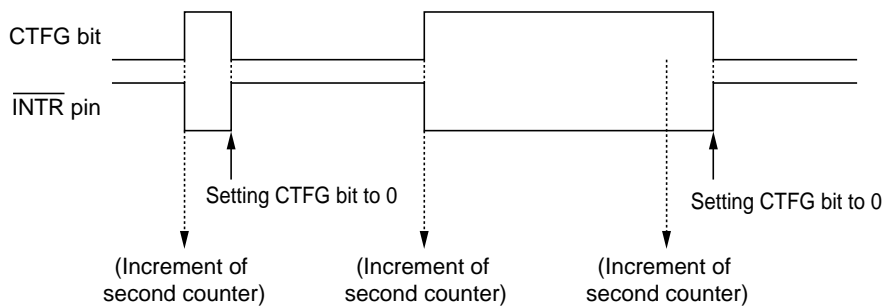 CTFG bit
INTR pin
Setting CTFG bit to 0
Setting CTFG bit to 0
(Increment of
second counter)
(Increment of
second counter)
(Increment of
second counter)